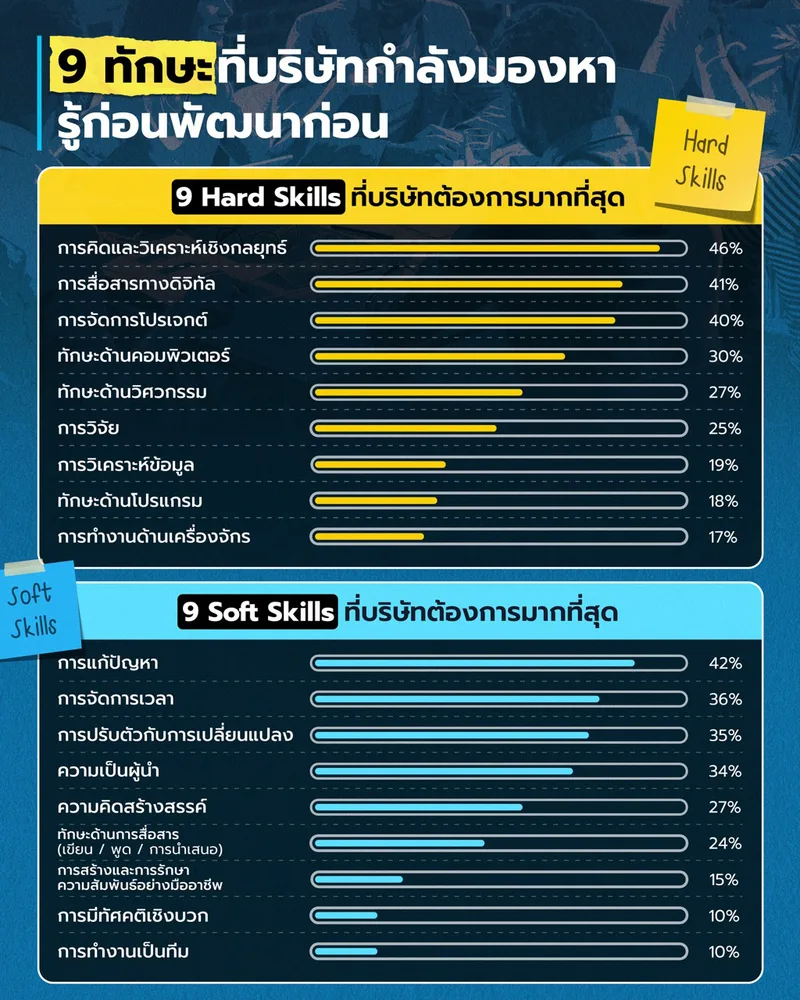 9 ทักษะที่บริษัทกำลังมองหา
รู้ก่อนพัฒนาก่อน
Hard
Skills
9 Hard Skills ที่บริษัทต้องการมากที่สุด
การคิดและวิเคราะห์เชิงกลยุทธ์ 46%
การสื่อสารทางดิจิทัล 41%
การจัดการโปรเจกต์ 40%
ทักษะด้านคอมพิวเตอร์ 30%
ทักษะด้านวิศวกรรม 27%
การวิจัย 25%
การวิเคราะห์ข้อมูล 19%
ทักษะด้านโปรแกรม 18%
การทำงานด้านเครื่องจักร 17%
Soft
Skills
9 Soft Skills ที่บริษัทต้องการมากที่สุด
การแก้ปัญหา 42%
การจัดการเวลา 36%
การปรับตัวกับการเปลี่ยนแปลง 35%
ความเป็นผู้นำ 34%
ความคิดสร้างสรรค์ 27%
ทักษะด้านการสื่อสาร
(เขียน / พูด / การนำเสนอ) 24%
การสร้างและการรักษา
ความสัมพันธ์อย่างมืออาชีพ 15%
การมีทัศคติเชิงบวก 10%
การทำงานเป็นทีม 10%